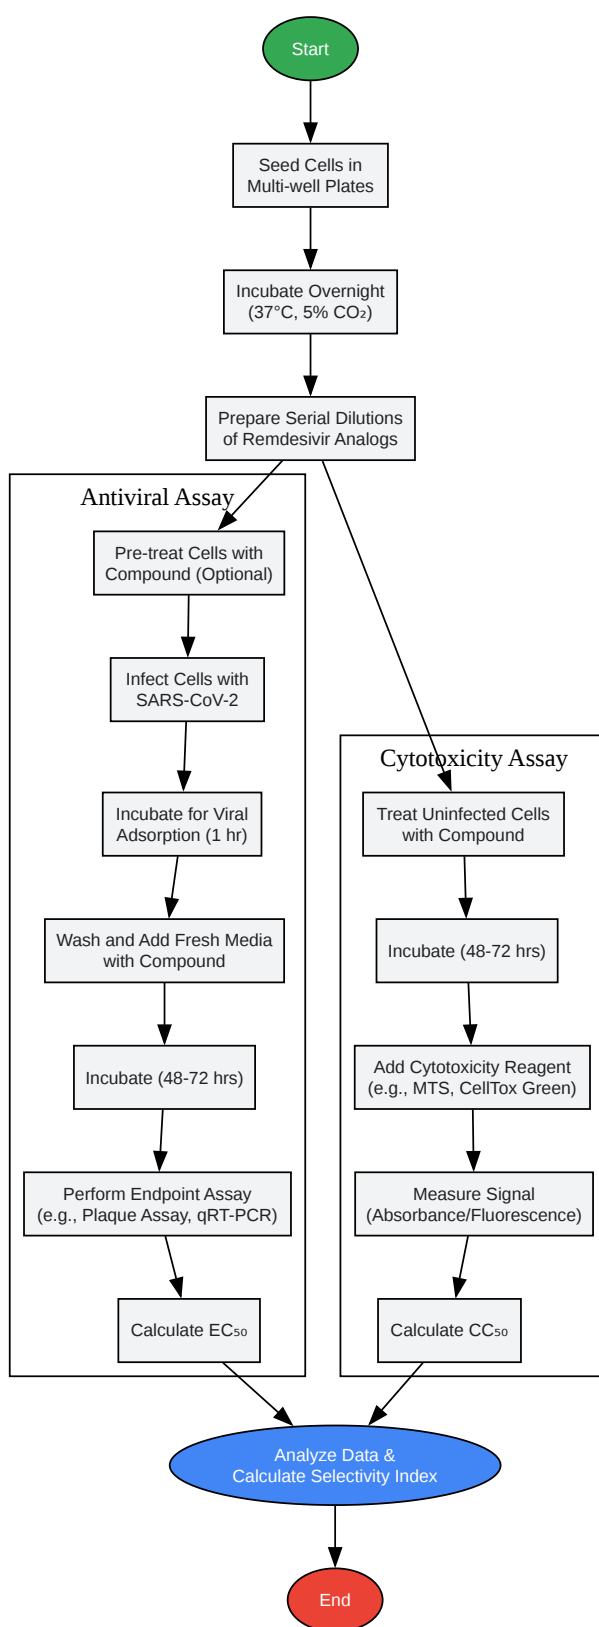 Start
Seed Cells in
Multi-well Plates
Incubate Overnight
(37°C, 5% CO₂)
Prepare Serial Dilutions
of Remdesivir Analogs
Antiviral Assay
Pre-treat Cells with
Compound (Optional)
Infect Cells with
SARS-CoV-2
Incubate for Viral
Adsorption (1 hr)
Wash and Add Fresh Media
with Compound
Incubate (48-72 hrs)
Perform Endpoint Assay
(e.g., Plaque Assay, qRT-PCR)
Calculate EC₅₀
Cytotoxicity Assay
Treat Uninfected Cells
with Compound
Incubate (48-72 hrs)
Add Cytotoxicity Reagent
(e.g., MTS, CellTox Green)
Measure Signal
(Absorbance/Fluorescence)
Calculate CC₅₀
Analyze Data &
Calculate Selectivity Index
End